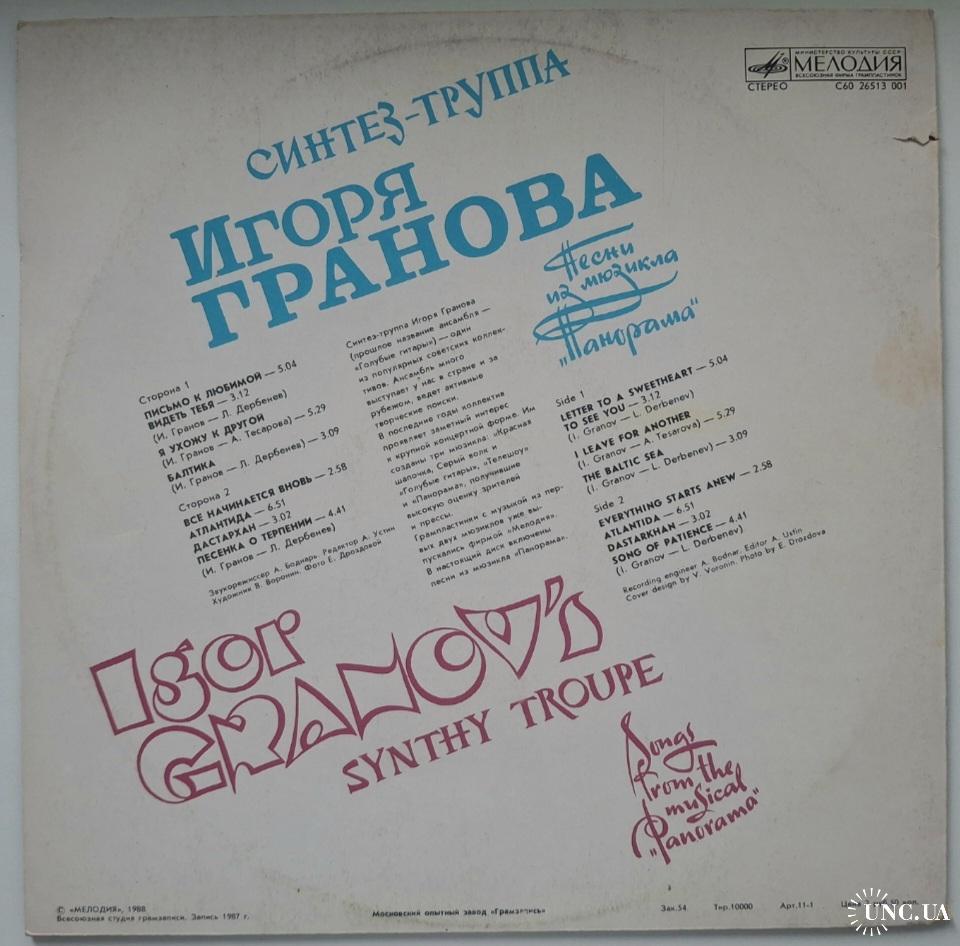 МИНИСТЕРСТВО КУЛЬТУРЫ СССР
МЕЛОДИЯ
ВСЕСОЮЗНАЯ ФИРМА ГРАМПЛАСТИНОК
СТЕРЕО С60 26513 001
СИНТЕЗ-ТРУППА
ИГОРЯ
ГРАНОВА
Песни
из мюзикла
„Панорама"
Сторона 1
ПИСЬМО К ЛЮБИМОЙ — 5.04
ВИДЕТЬ ТЕБЯ — 3.12
(И. Гранов — Л. Дербенев)
Я УХОЖУ К ДРУГОЙ — 5.29
(И. Гранов — А. Тесарова)
БАЛТИКА — 3.09
(И. Гранов — Л. Дербенев)
Сторона 2
ВСЕ НАЧИНАЕТСЯ ВНОВЬ — 2.58
АТЛАНТИДА — 6.51
ДАСТАРХАН — 3.02
ПЕСЕНКА О ТЕРПЕНИИ — 4.41
(И. Гранов — Л. Дербенев)
Звукорежиссер А. Боднарь. Редактор А. Устин
Художник В. Воронин. Фото Е. Дроздовой
Синтез-труппа Игоря Гранова
(прошлое название ансамбля —
«Голубые гитары») — один
из популярных советских коллек-
тивов. Ансамбль много
выступает у нас в стране и за
рубежом, ведет активные
творческие поиски.
В последние годы коллектив
проявляет заметный интерес
к крупной концертной форме. Им
созданы три мюзикла: «Красная
шапочка, Серый волк и
«Голубые гитары», «Телешоу»
и «Панорама», получившие
высокую оценку зрителей
и прессы.
Грампластинки с музыкой из пер-
вых двух мюзиклов уже вы-
пускались фирмой «Мелодия».
В настоящий диск включены
песни из мюзикла «Панорама».
Side 1
LETTER TO A SWEETHEART — 5.04
TO SEE YOU — 3.12
(I. Granov — L. Derbenev)
I LEAVE FOR ANOTHER — 5.29
(I. Granov — A. Tesarova)
THE BALTIC SEA — 3.09
(I. Granov — L. Derbenev)
Side 2
EVERYTHING STARTS ANEW — 2.58
ATLANTIDA — 6.51
DASTARKHAN — 3.02
SONG OF PATIENCE — 4.41
(I. Granov — L. Derbenev)
Recording engineer A. Bodnar. Editor A. Ustin
Cover design by V. Voronin. Photo by E. Drozdova
IGOR
GRANOV'S
SYNTHY TROUPE
Songs
from the
musical
„Panorama"
© «МЕЛОДИЯ», 1988
Всесоюзная студия грамзаписи. Запись 1987 г.
Московский опытный завод «Грамзапись»
Зак.54 Тир.10000 Арт.11-1
UNC.UA